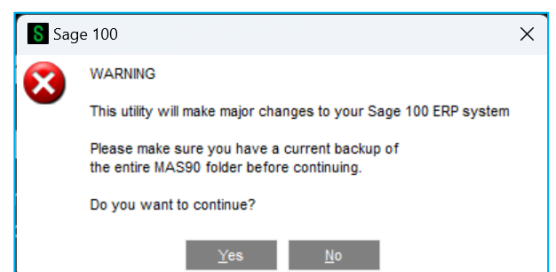 S Sage 100
WARNING
This utility will make major changes to your Sage 100 ERP system
Please make sure you have a current backup of
the entire MAS90 folder before continuing.
Do you want to continue?
Yes No